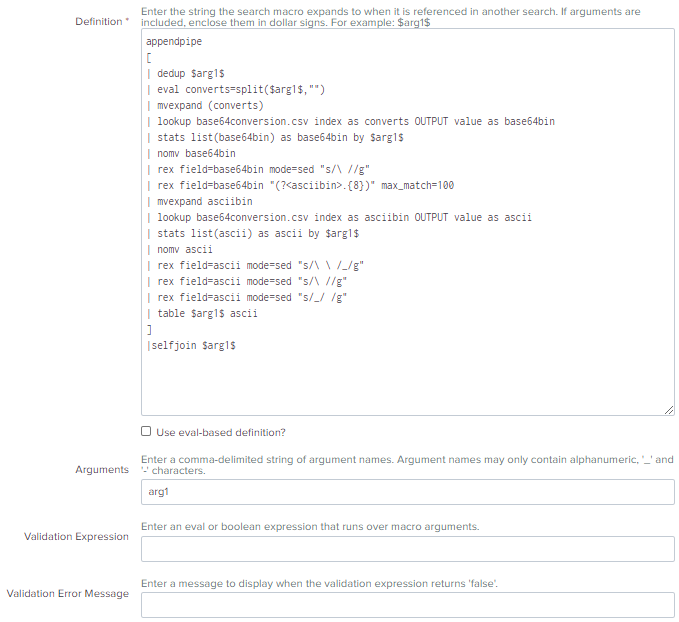 Enter the string the search macro expands to when it is referenced in another search. If arguments are
Definition * included, enclose them in dollar signs. For example: $arg1$
appendpipe
[
| dedup $arg1$
| eval converts=split($arg1$,"")
| mvexpand (converts)
| lookup base64conversion.csv index as converts OUTPUT value as base64bin
| stats list(base64bin) as base64bin by $arg1$
| nomv base64bin
| rex field=base64bin mode=sed "s/\ //g"
| rex field=base64bin "(?<asciibin>.{8})" max_match=100
| mvexpand asciibin
| lookup base64conversion.csv index as asciibin OUTPUT value as ascii
| stats list(ascii) as ascii by $arg1$
| nomv ascii
| rex field=ascii mode=sed "s/\ \ /_/g"
| rex field=ascii mode=sed "s/\ //g"
| rex field=ascii mode=sed "s/_/ /g"
| table $arg1$ ascii
]
|selfjoin $arg1$
Use eval-based definition?
Enter a comma-delimited string of argument names. Argument names may only contain alphanumeric, '_' and
Arguments '-' characters.
arg1
Enter an eval or boolean expression that runs over macro arguments.
Validation Expression
Enter a message to display when the validation expression returns 'false'.
Validation Error Message